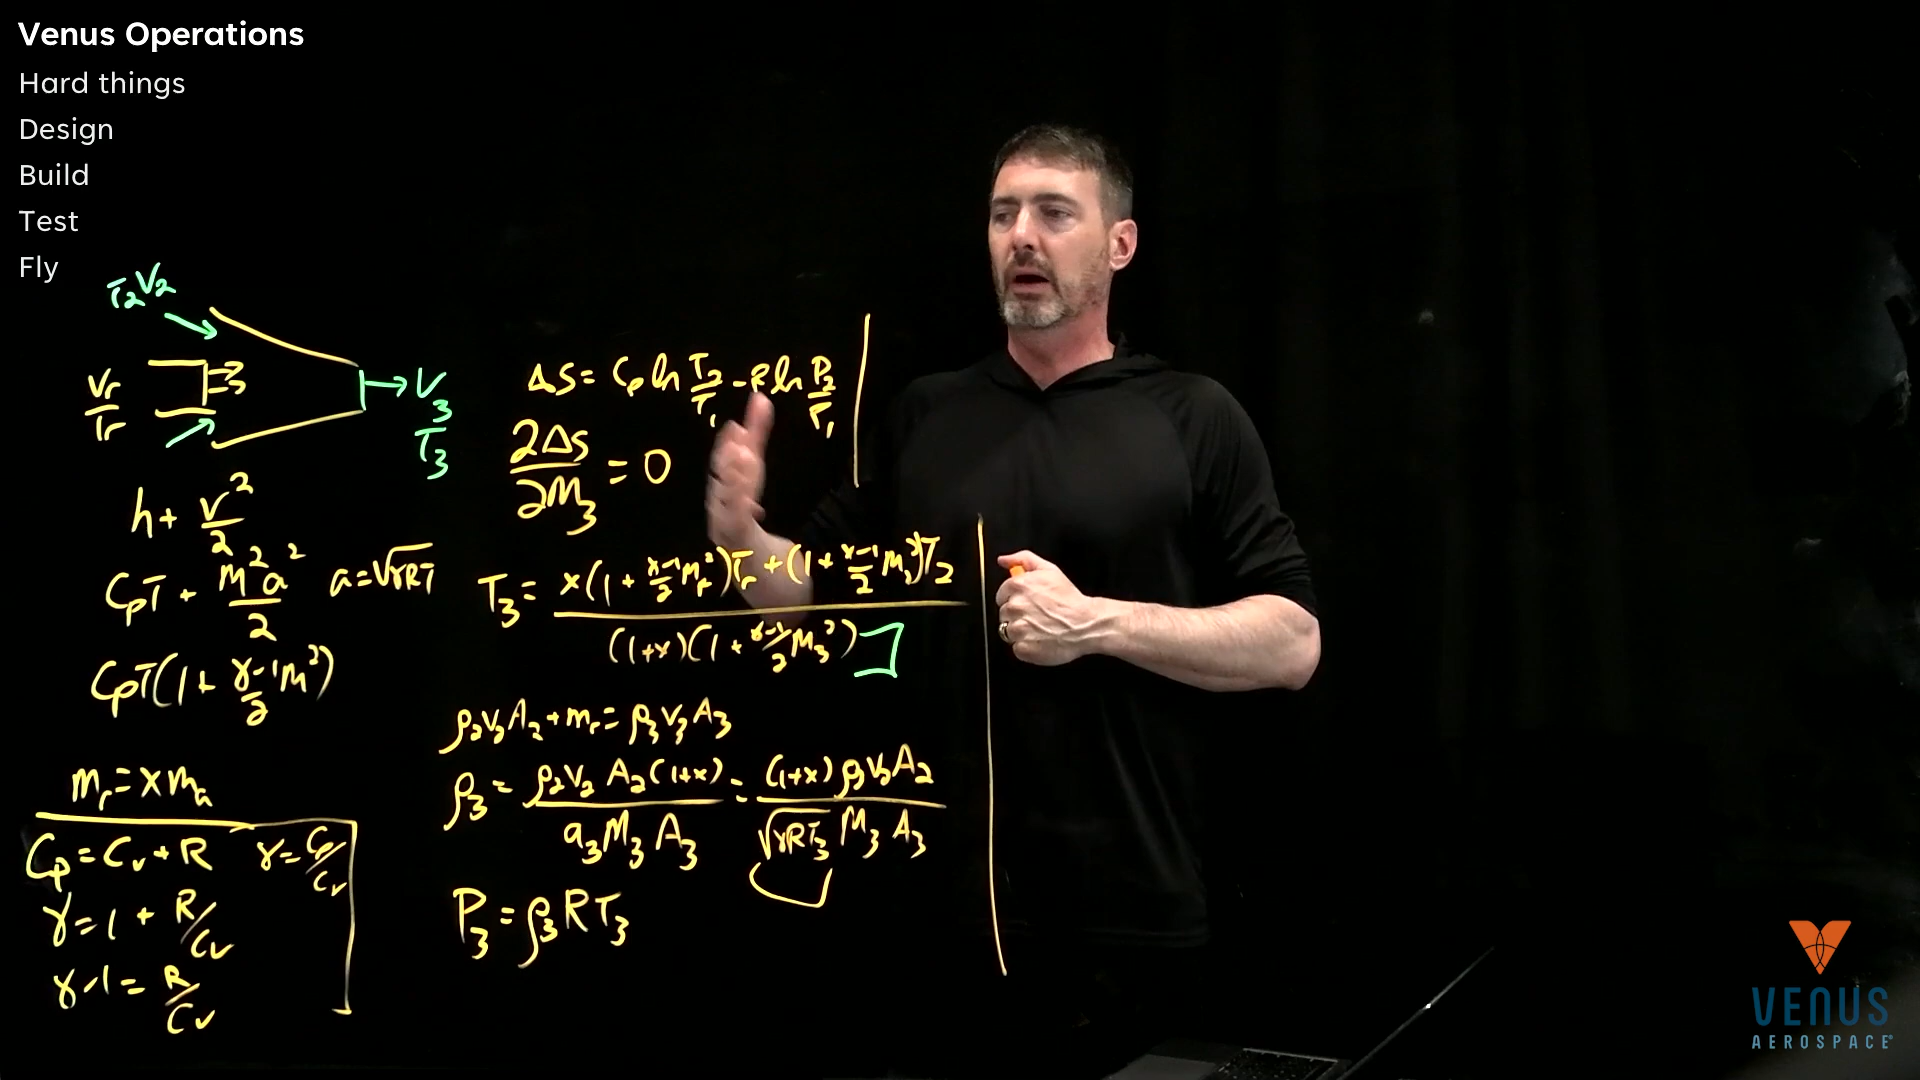 Venus Operations
Hard things
Design
Build
Test
Fly
T₂V₂
Vr/Tr
V₃
T₃
h + V²/2
CpT + M²a²/2
a = √γRT
CpT(1 + γ-1/2 M²)
mr = x ma
Cp = Cv + R
γ = Cp/Cv
γ = 1 + R/Cv
γ - 1 = R/Cv
ΔS = Cp ln T₂/T₁ - R ln P₂/P₁
∂ΔS/∂M₃ = 0
T₃ = x(1 + γ-1/2 Mr²)Tr + (1 + γ-1/2 M₂²)T₂ / (1+x)(1 + γ-1/2 M₃²)
ρ₂V₂A₂ + mr = ρ₃V₃A₃
ρ₃ = ρ₂V₂A₂(1+x) / a₃M₃A₃ = (1+x)ρ₂V₂A₂ / √γRT₃ M₃A₃
P₃ = ρ₃RT₃
VENUS
AEROSPACE